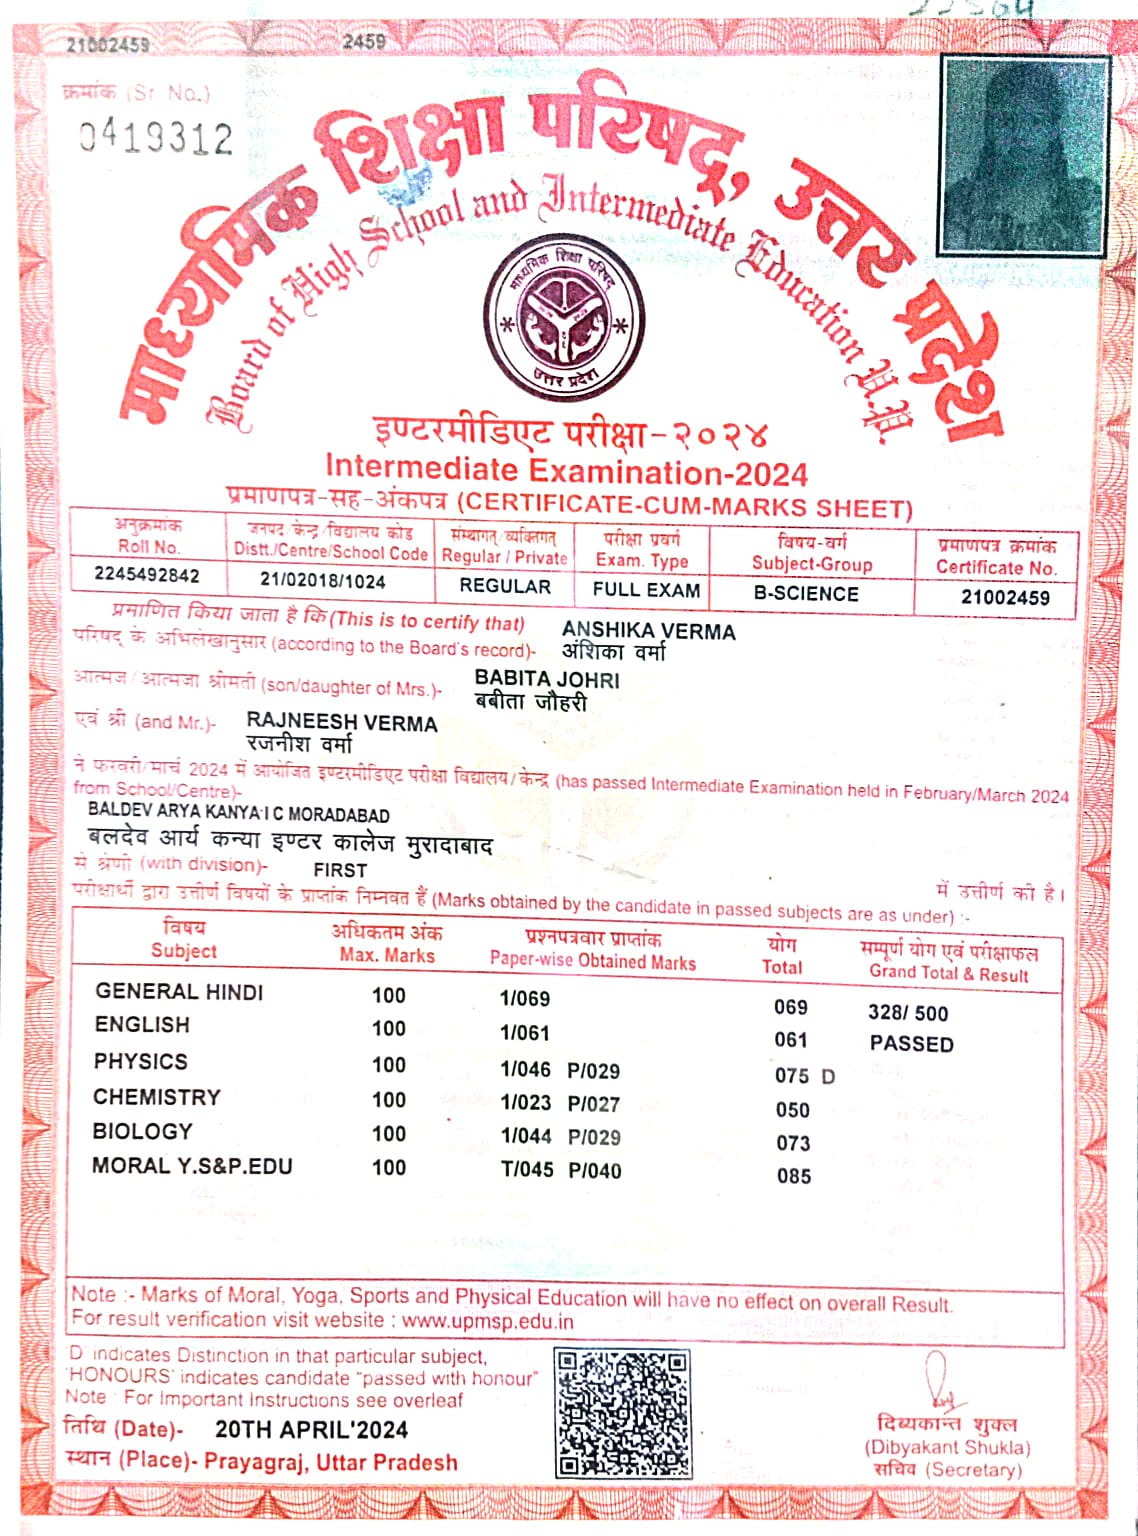 21002459 2459
क्रमांक (Sr No..)
0419312
माध्यमिक शिक्षा परिषद्, उत्तर प्रदेश
Board of High School and Intermediate Education U.P.
माध्यमिक शिक्षा परिषद
उत्तर प्रदेश
इण्टरमीडिएट परीक्षा-२०२४
Intermediate Examination-2024
प्रमाणपत्र-सह-अंकपत्र (CERTIFICATE-CUM-MARKS SHEET)
अनुक्रमांक जनपद/केन्द्र/विद्यालय कोड संस्थागत्/व्यक्तिगत् परीक्षा प्रवर्ग विषय-वर्ग प्रमाणपत्र क्रमांक
Roll No. Distt./Centre/School Code Regular / Private Exam. Type Subject-Group Certificate No.
2245492842 21/02018/1024 REGULAR FULL EXAM B-SCIENCE 21002459
प्रमाणित किया जाता है कि (This is to certify that) ANSHIKA VERMA
परिषद् के अभिलेखानुसार (according to the Board's record)- अंशिका वर्मा
आत्मज/आत्मजा श्रीमती (son/daughter of Mrs.)- BABITA JOHRI
बबीता जौहरी
एवं श्री (and Mr.)- RAJNEESH VERMA
रजनीश वर्मा
ने फरवरी/मार्च 2024 में आयोजित इण्टरमीडिएट परीक्षा विद्यालय/केन्द्र (has passed Intermediate Examination held in February/March 2024
from School/Centre)-
BALDEV ARYA KANYA I C MORADABAD
बलदेव आर्य कन्या इण्टर कालेज मुरादाबाद
से श्रेणी (with division)- FIRST में उत्तीर्ण की है।
परीक्षार्थी द्वारा उत्तीर्ण विषयों के प्राप्तांक निम्नवत हैं (Marks obtained by the candidate in passed subjects are as under) :-
विषय अधिकतम अंक प्रश्नपत्रवार प्राप्तांक योग सम्पूर्ण योग एवं परीक्षाफल
Subject Max. Marks Paper-wise Obtained Marks Total Grand Total & Result
GENERAL HINDI 100 1/069 069 328/ 500
ENGLISH 100 1/061 061 PASSED
PHYSICS 100 1/046 P/029 075 D
CHEMISTRY 100 1/023 P/027 050
BIOLOGY 100 1/044 P/029 073
MORAL Y.S&P.EDU 100 T/045 P/040 085
Note :- Marks of Moral, Yoga, Sports and Physical Education will have no effect on overall Result.
For result verification visit website : www.upmsp.edu.in
'D' indicates Distinction in that particular subject,
'HONOURS' indicates candidate "passed with honour"
Note : For Important Instructions see overleaf
तिथि (Date)- 20TH APRIL'2024
स्थान (Place)- Prayagraj, Uttar Pradesh
दिब्यकान्त शुक्ल
(Dibyakant Shukla)
सचिव (Secretary)